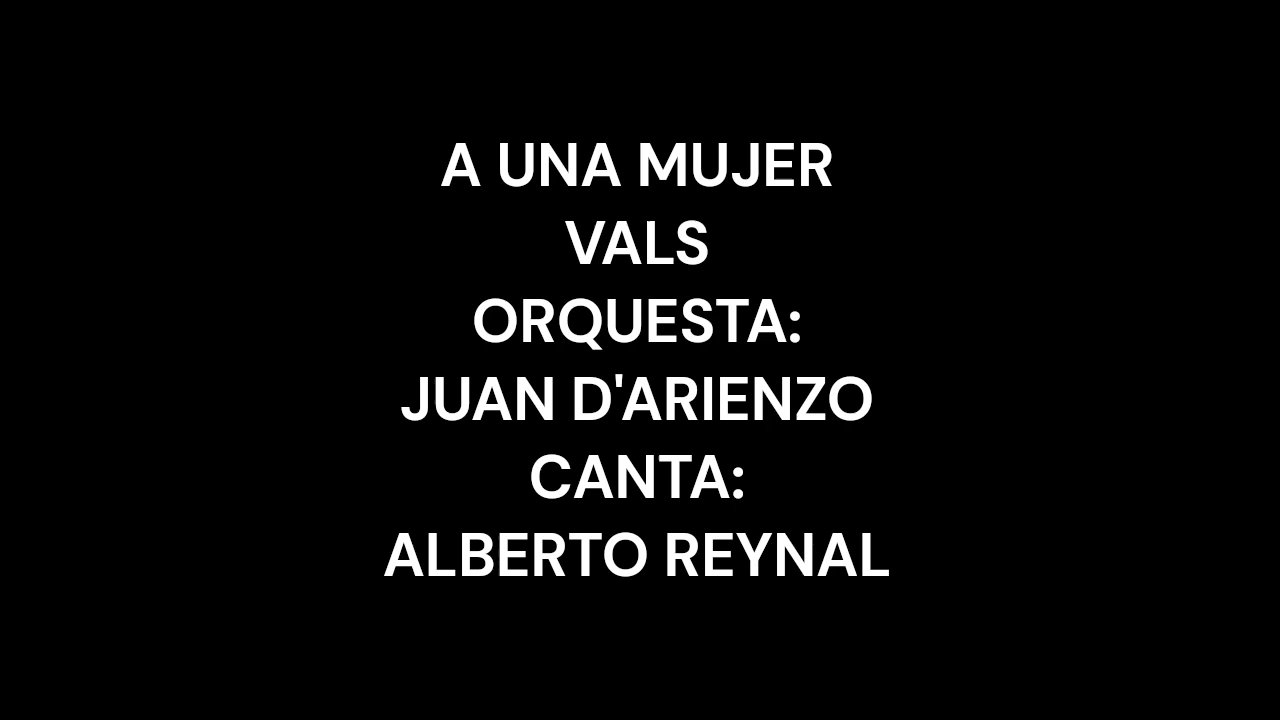 A UNA MUJER
VALS
ORQUESTA:
JUAN D'ARIENZO
CANTA:
ALBERTO REYNAL